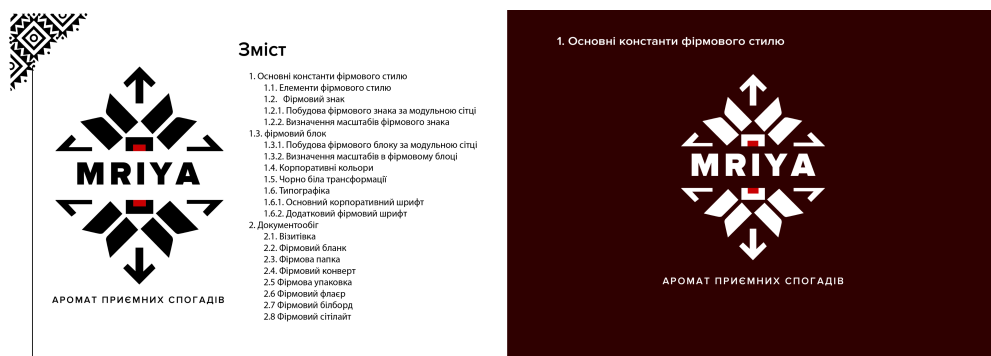 Зміст
1. Основні константи фірмового стилю
1.1. Елементи фірмового стилю
1.2. Фірмовий знак
1.2.1. Побудова фірмового знака за модульною сітці
1.2.2. Визначення масштабів фірмового знака
1.3. фірмовий блок
1.3.1. Побудова фірмового блоку за модульною сітці
1.3.2. Визначення масштабів в фірмовому блоці
1.4. Корпоративні кольори
1.5. Чорно біла трансформації
1.6. Типографіка
1.6.1. Основний корпоративний шрифт
1.6.2. Додатковий фірмовий шрифт
2. Документообіг
2.1. Візитівка
2.2. Фірмовий бланк
2.3. Фірмова папка
2.4. Фірмовий конверт
2.5 Фірмова упаковка
2.6 Фірмовий флаєр
2.7 Фірмовий білборд
2.8 Фірмовий сітілайт
MRIYA
АРОМАТ ПРИЄМНИХ СПОГАДІВ
1. Основні константи фірмового стилю
MRIYA
АРОМАТ ПРИЄМНИХ СПОГАДІВ